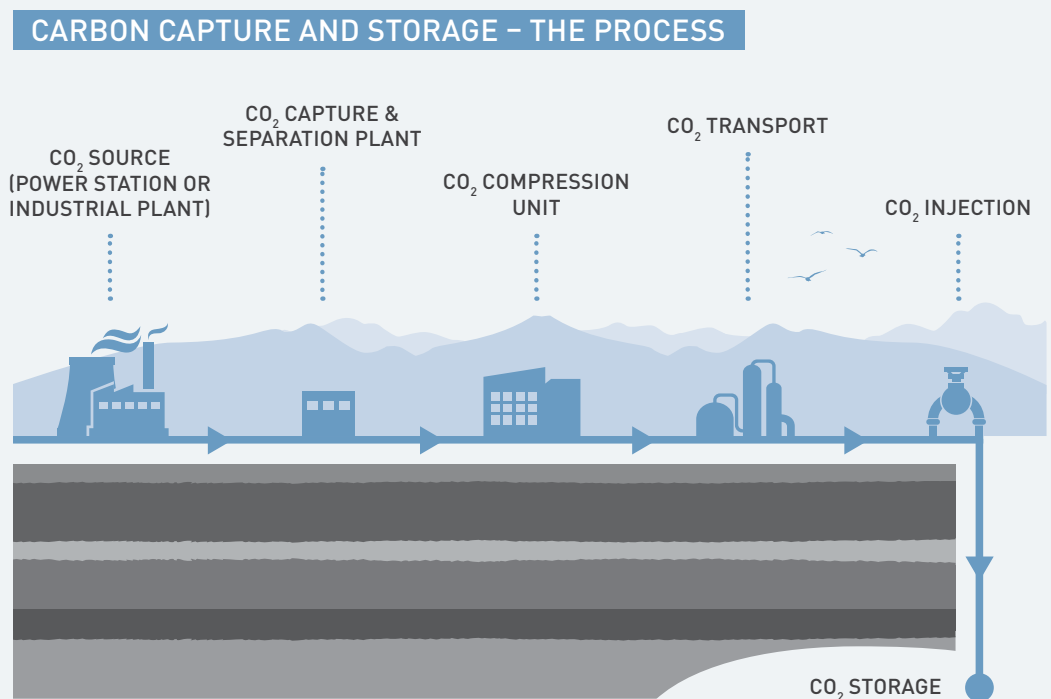 CARBON CAPTURE AND STORAGE – THE PROCESS
CO₂ SOURCE
(POWER STATION OR
INDUSTRIAL PLANT)
CO₂ CAPTURE &
SEPARATION PLANT
CO₂ COMPRESSION
UNIT
CO₂ TRANSPORT
CO₂ INJECTION
CO₂ STORAGE